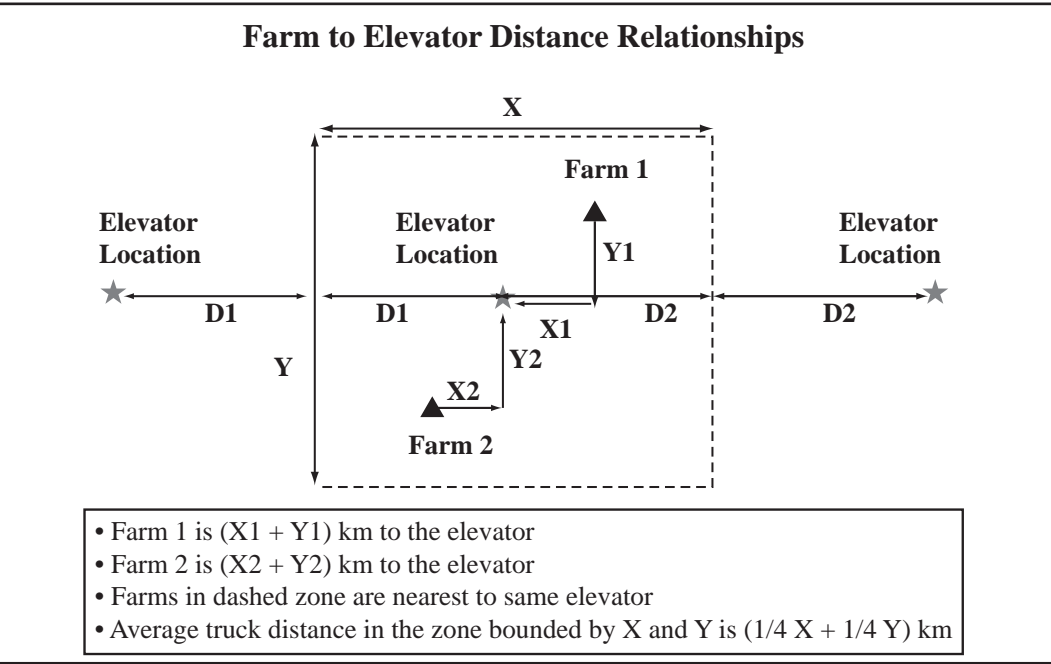 Farm to Elevator Distance Relationships
X
Farm 1
Elevator
Location
Elevator
Location
Elevator
Location
Y1
D1
D1
X1
D2
D2
Y
Y2
X2
Farm 2
• Farm 1 is (X1 + Y1) km to the elevator
• Farm 2 is (X2 + Y2) km to the elevator
• Farms in dashed zone are nearest to same elevator
• Average truck distance in the zone bounded by X and Y is (1/4 X + 1/4 Y) km